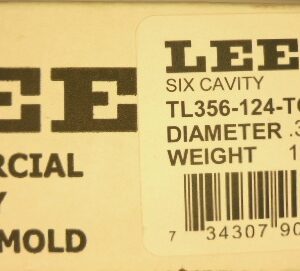 EE
RCIAL
Y
MOLD
LEE
SIX CAVITY
TL356-124-TC
DIAMETER .3
WEIGHT 1
7 34307 90